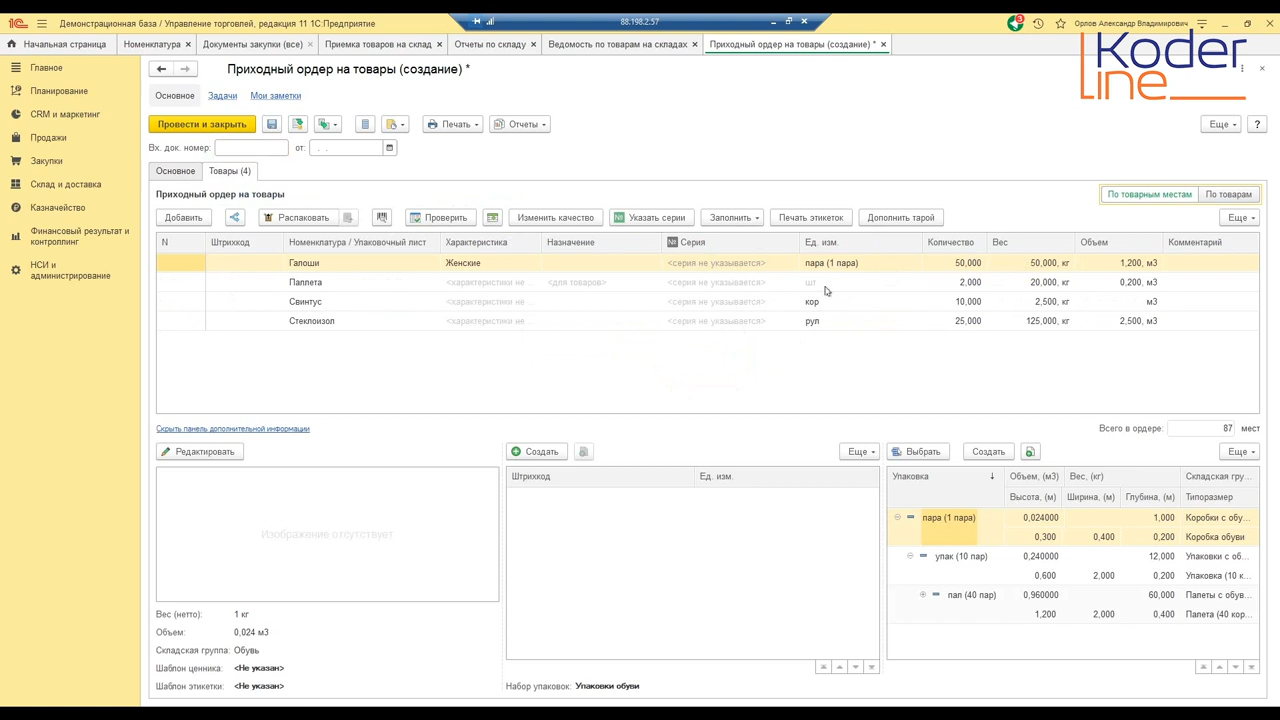 Демонстрационная база / Управление торговлей, редакция 11 1С:Предприятие
88.198.2.57
3
Орлов Александр Владимирович
Начальная страница
Номенклатура
Документы закупки (все)
Приемка товаров на склад
Отчеты по складу
Ведомость по товарам на складах
Приходный ордер на товары (создание) *
Koder line
Главное
Планирование
CRM и маркетинг
Продажи
Закупки
Склад и доставка
Казначейство
Финансовый результат и
контроллинг
НСИ и
администрирование
Приходный ордер на товары (создание) *
Основное Задачи Мои заметки
Провести и закрыть Печать Отчеты Еще ?
Вх. док. номер: от: . .
Основное Товары (4)
Приходный ордер на товары По товарным местам По товарам
Добавить Распаковать Проверить Изменить качество Указать серии Заполнить Печать этикеток Дополнить тарой Еще
N Штрихкод Номенклатура / Упаковочный лист Характеристика Назначение № Серия Ед. изм. Количество Вес Объем Комментарий
Галоши Женские <серия не указывается> пара (1 пара) 50,000 50,000, кг 1,200, м3
Паллета <характеристики не ... <для товаров> <серия не указывается> шт 2,000 20,000, кг 0,200, м3
Свинтус <характеристики не ... <серия не указывается> кор 10,000 2,500, кг м3
Стеклоизол <характеристики не ... <серия не указывается> рул 25,000 125,000, кг 2,500, м3
Скрыть панель дополнительной информации Всего в ордере: 87 мест
Редактировать Создать Еще Выбрать Создать Еще
Штрихкод Ед. изм.
Упаковка Объем, (м3) Вес, (кг) Складская гру...
Высота, (м) Ширина, (м) Глубина, (м) Типоразмер
Изображение отсутствует
пара (1 пара) 0,024000 1,000 Коробки с обу...
0,300 0,400 0,200 Коробка обуви
упак (10 пар) 0,240000 12,000 Упаковки с об...
0,600 2,000 0,200 Упаковка (10 к...
пал (40 пар) 0,960000 60,000 Палеты с обув...
1,200 2,000 0,400 Палета (40 кор...
Вес (нетто): 1 кг
Объем: 0,024 м3
Складская группа: Обувь
Шаблон ценника: <Не указан>
Шаблон этикетки: <Не указан>
Набор упаковок: Упаковки обуви